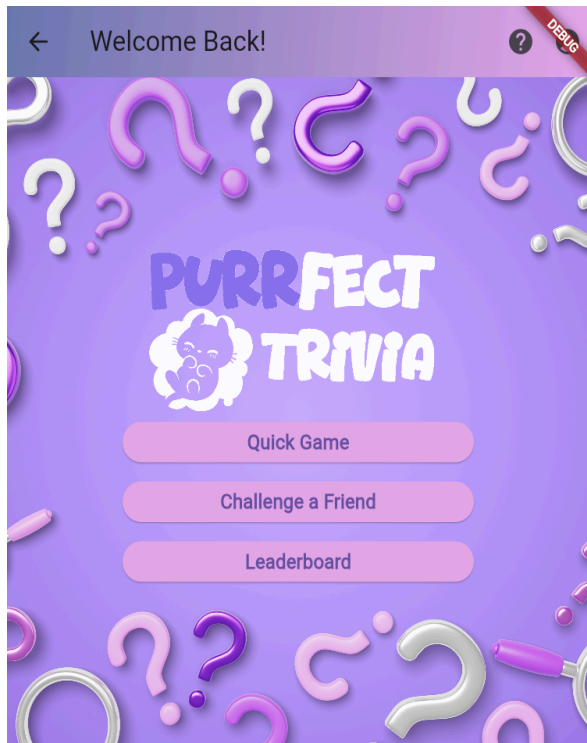 Welcome Back!
DEBUG
PURRFECT
TRIVIA
Quick Game
Challenge a Friend
Leaderboard